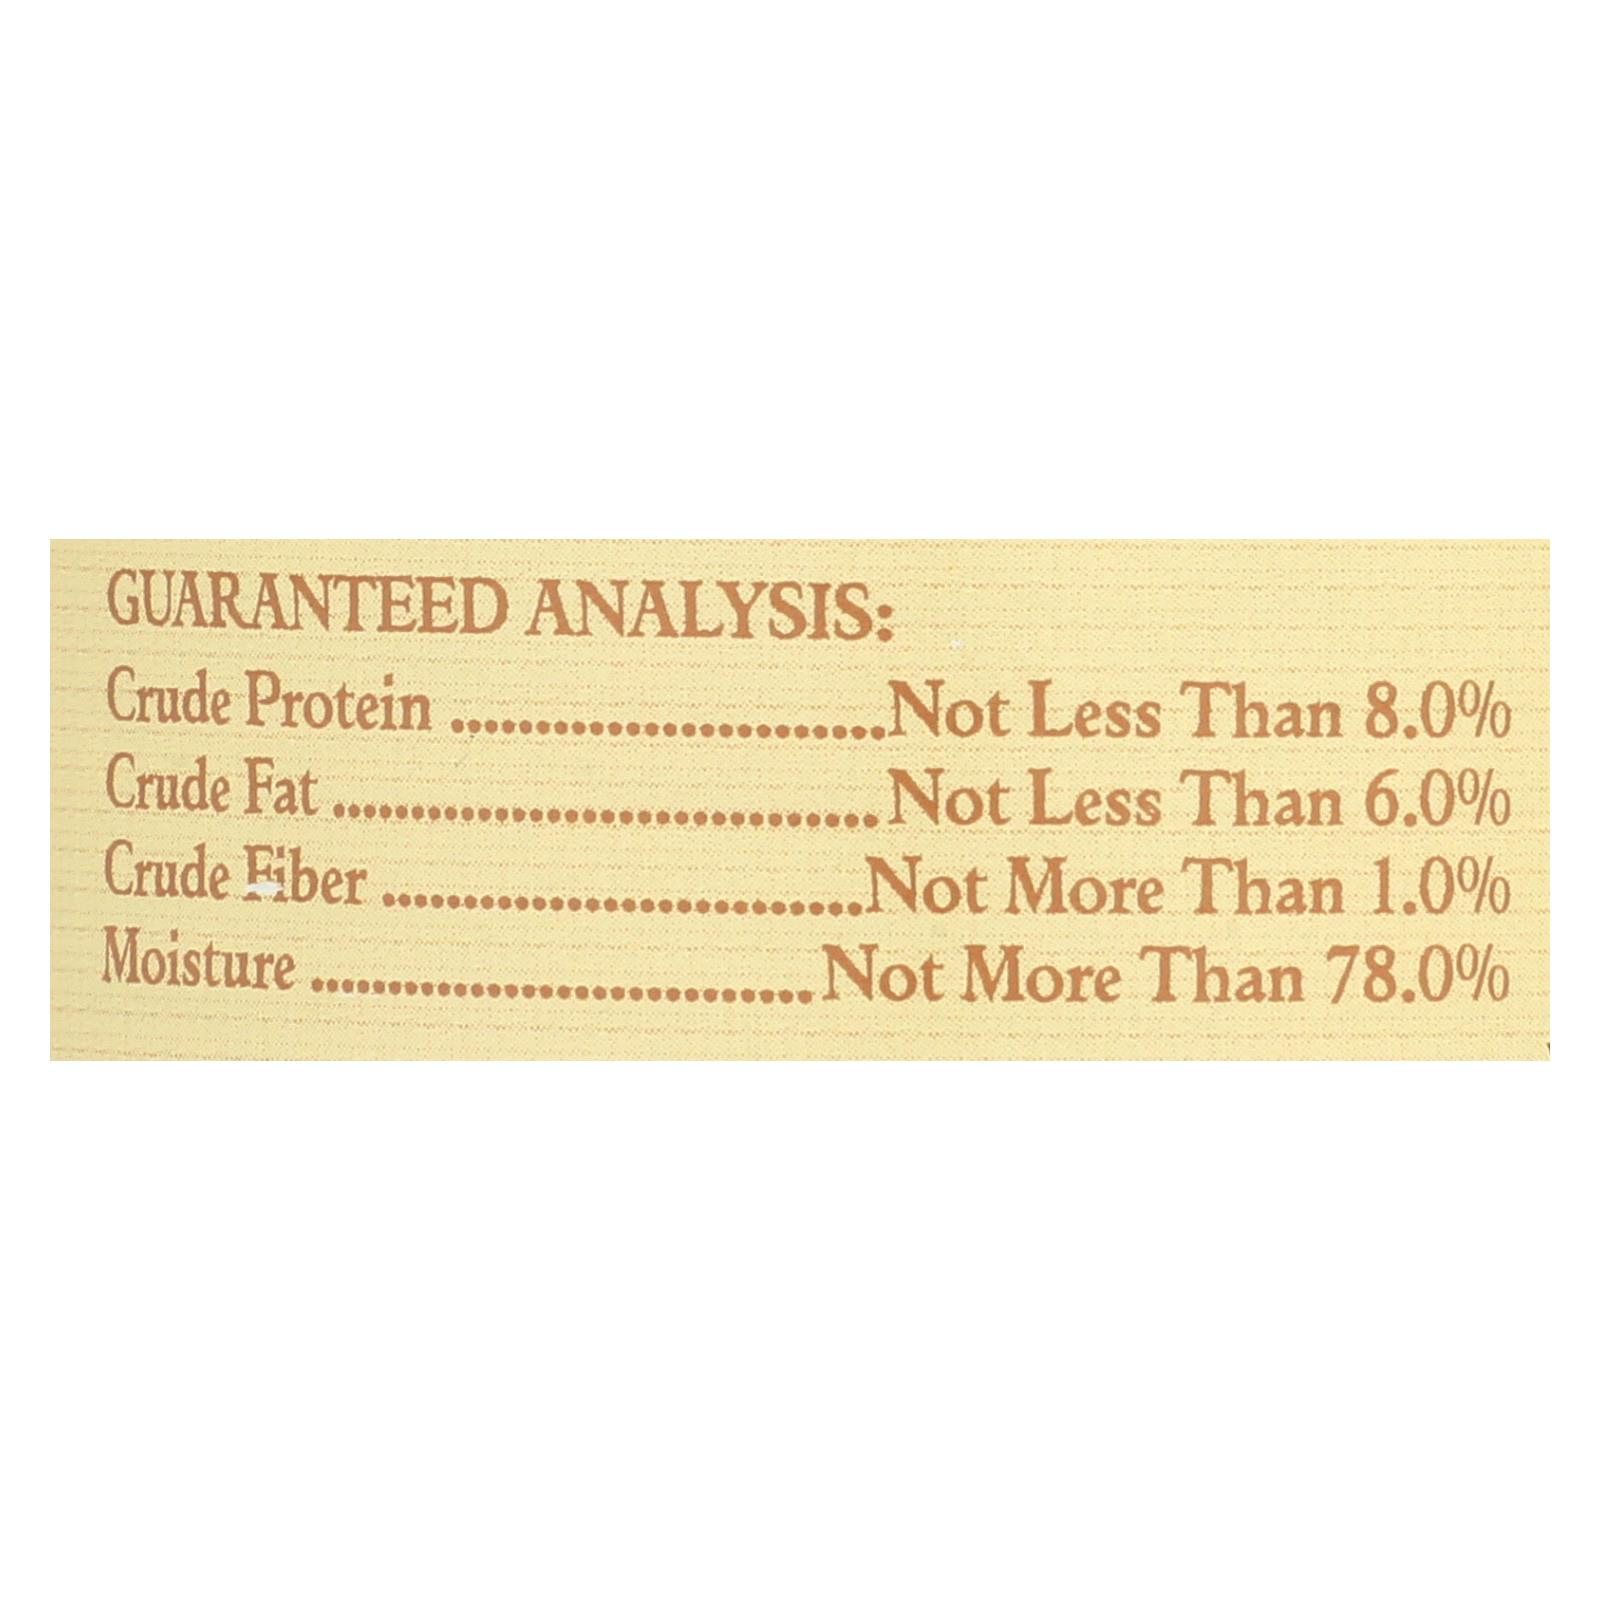 GUARANTEED ANALYSIS:
Crude Protein ..........................Not Less Than 8.0%
Crude Fat .................................Not Less Than 6.0%
Crude Fiber .............................Not More Than 1.0%
Moisture ..............................Not More Than 78.0%